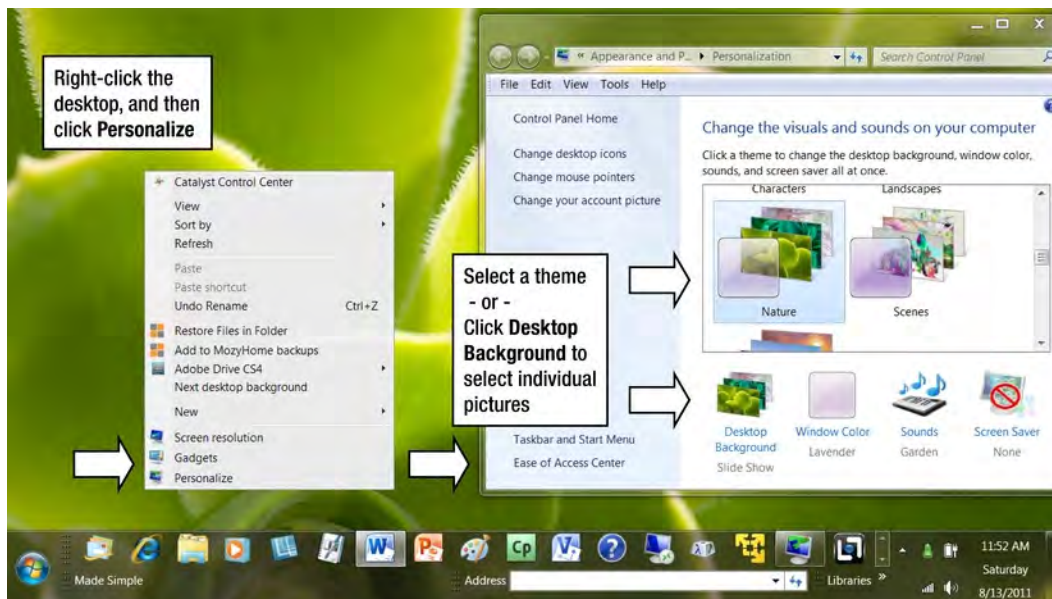 Right-click the
desktop, and then
click Personalize
Catalyst Control Center
View
Sort by
Refresh
Paste
Paste shortcut
Undo Rename Ctrl+Z
Restore Files in Folder
Add to MozyHome backups
Adobe Drive CS4
Next desktop background
New
Screen resolution
Gadgets
Personalize
Appearance and P... Personalization
Search Control Panel
File Edit View Tools Help
Control Panel Home
Change desktop icons
Change mouse pointers
Change your account picture
Change the visuals and sounds on your computer
Click a theme to change the desktop background, window color,
sounds, and screen saver all at once.
Characters Landscapes
Nature Scenes
Select a theme
- or -
Click Desktop
Background to
select individual
pictures
Desktop
Background
Slide Show
Window Color
Lavender
Sounds
Garden
Screen Saver
None
Taskbar and Start Menu
Ease of Access Center
Made Simple
Address
Libraries »
11:52 AM
Saturday
8/13/2011